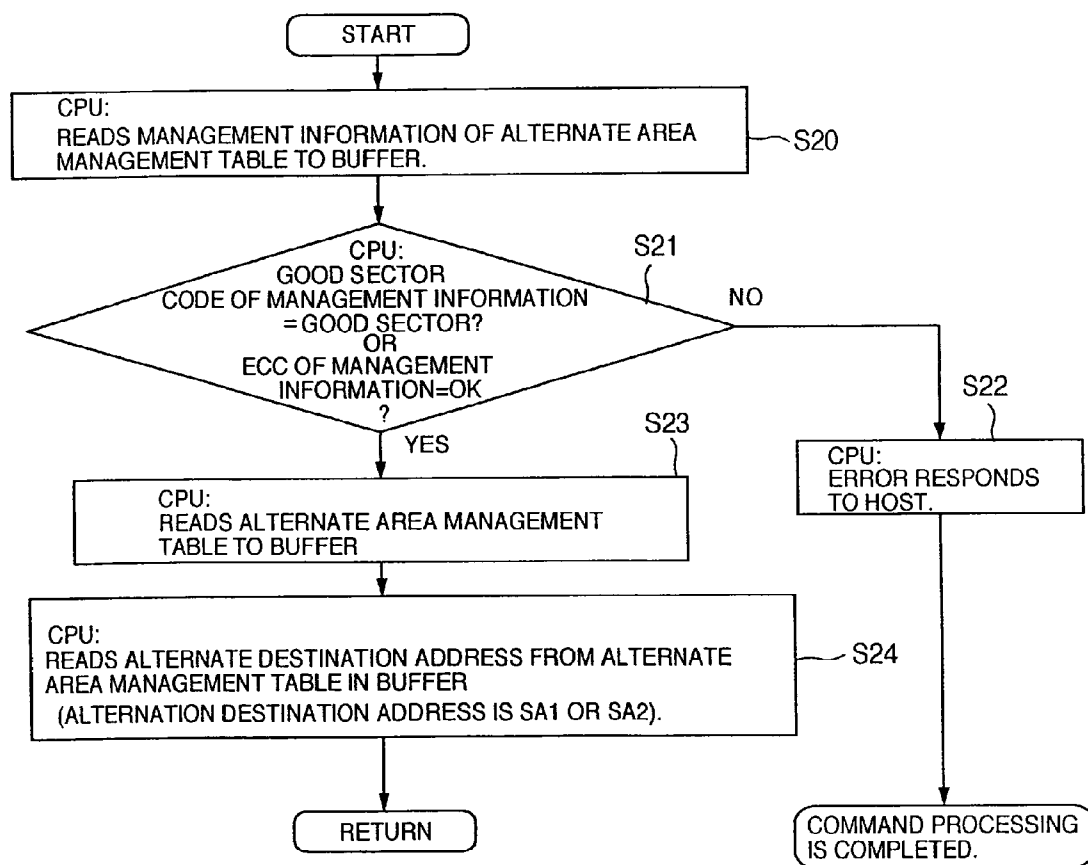 START
CPU:
READS MANAGEMENT INFORMATION OF ALTERNATE AREA
MANAGEMENT TABLE TO BUFFER.
S20
CPU:
GOOD SECTOR
CODE OF MANAGEMENT INFORMATION
=GOOD SECTOR?
OR
ECC OF MANAGEMENT
INFORMATION=OK
?
S21
NO
YES
S22
CPU:
ERROR RESPONDS
TO HOST.
S23
CPU:
READS ALTERNATE AREA MANAGEMENT
TABLE TO BUFFER
CPU:
READS ALTERNATE DESTINATION ADDRESS FROM ALTERNATE
AREA MANAGEMENT TABLE IN BUFFER
(ALTERNATION DESTINATION ADDRESS IS SA1 OR SA2).
S24
RETURN
COMMAND PROCESSING
IS COMPLETED.